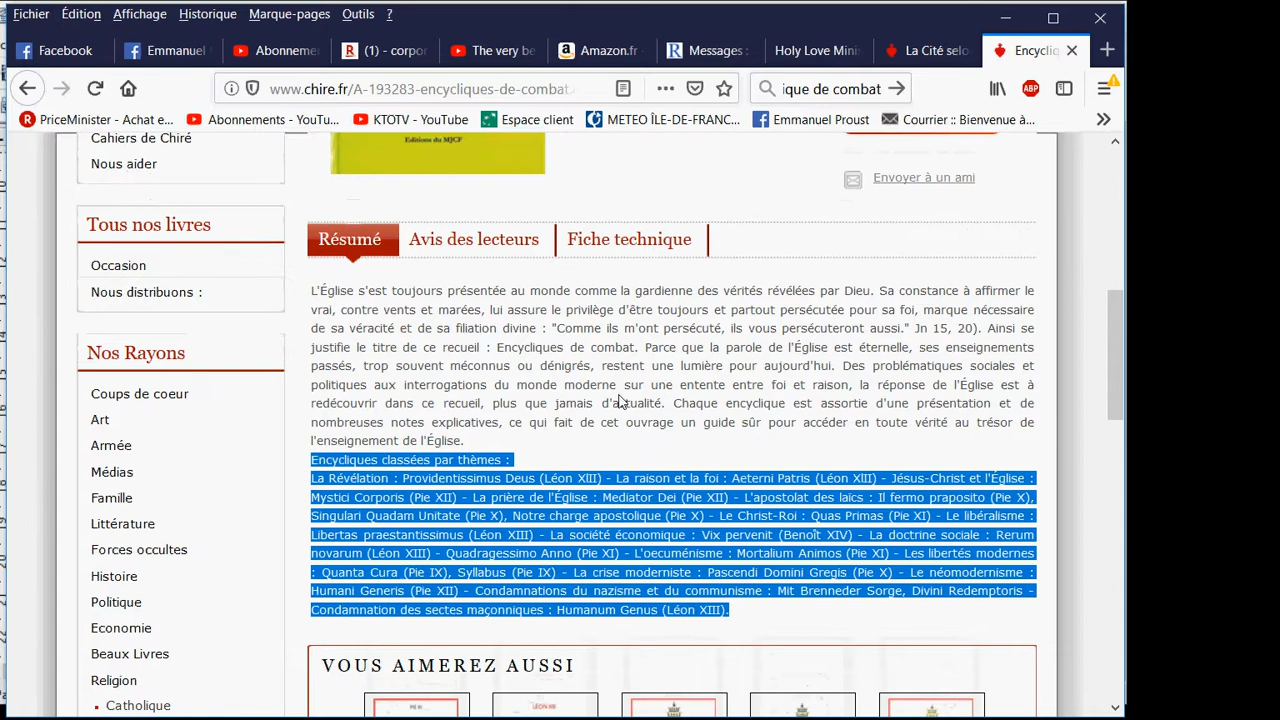 Fichier Édition Affichage Historique Marque-pages Outils ?
Facebook Emmanuel Abonneme (1) - corpor The very be Amazon.fr - Messages : Holy Love Minis La Cité selo Encycliq
www.chire.fr/A-193283-encycliques-de-combat. ique de combat ABP
PriceMinister - Achat e... Abonnements - YouTu... KTOTV - YouTube Espace client METEO ÎLE-DE-FRANC... Emmanuel Proust Courrier :: Bienvenue à...
Cahiers de Chiré
Nous aider
Editions du MJCF
Envoyer à un ami
Tous nos livres
Occasion
Nous distribuons :
Nos Rayons
Coups de coeur
Art
Armée
Médias
Famille
Littérature
Forces occultes
Histoire
Politique
Economie
Beaux Livres
Religion
Catholique
Résumé Avis des lecteurs Fiche technique
L'Église s'est toujours présentée au monde comme la gardienne des vérités révélées par Dieu. Sa constance à affirmer le
vrai, contre vents et marées, lui assure le privilège d'être toujours et partout persécutée pour sa foi, marque nécessaire
de sa véracité et de sa filiation divine : "Comme ils m'ont persécuté, ils vous persécuteront aussi." Jn 15, 20). Ainsi se
justifie le titre de ce recueil : Encycliques de combat. Parce que la parole de l'Église est éternelle, ses enseignements
passés, trop souvent méconnus ou dénigrés, restent une lumière pour aujourd'hui. Des problématiques sociales et
politiques aux interrogations du monde moderne sur une entente entre foi et raison, la réponse de l'Église est à
redécouvrir dans ce recueil, plus que jamais d'actualité. Chaque encyclique est assortie d'une présentation et de
nombreuses notes explicatives, ce qui fait de cet ouvrage un guide sûr pour accéder en toute vérité au trésor de
l'enseignement de l'Église.
Encycliques classées par thèmes :
La Révélation : Providentissimus Deus (Léon XlII) - La raison et la foi : Aeterni Patris (Léon XlII) - Jésus-Christ et l'Église :
Mystici Corporis (Pie XII) - La prière de l'Église : Mediator Dei (Pie XII) - L'apostolat des laïcs : Il fermo praposito (Pie X),
Singulari Quadam Unitate (Pie X), Notre charge apostolique (Pie X) - Le Christ-Roi : Quas Primas (Pie XI) - Le libéralisme :
Libertas praestantissimus (Léon XIII) - La société économique : Vix pervenit (Benoît XIV) - La doctrine sociale : Rerum
novarum (Léon XIII) - Quadragessimo Anno (Pie XI) - L'oecuménisme : Mortalium Animos (Pie XI) - Les libertés modernes
: Quanta Cura (Pie IX), Syllabus (Pie IX) - La crise moderniste : Pascendi Domini Gregis (Pie X) - Le néomodernisme :
Humani Generis (Pie XII) - Condamnations du nazisme et du communisme : Mit Brenneder Sorge, Divini Redemptoris -
Condamnation des sectes maçonniques : Humanum Genus (Léon XIII).
VOUS AIMEREZ AUSSI